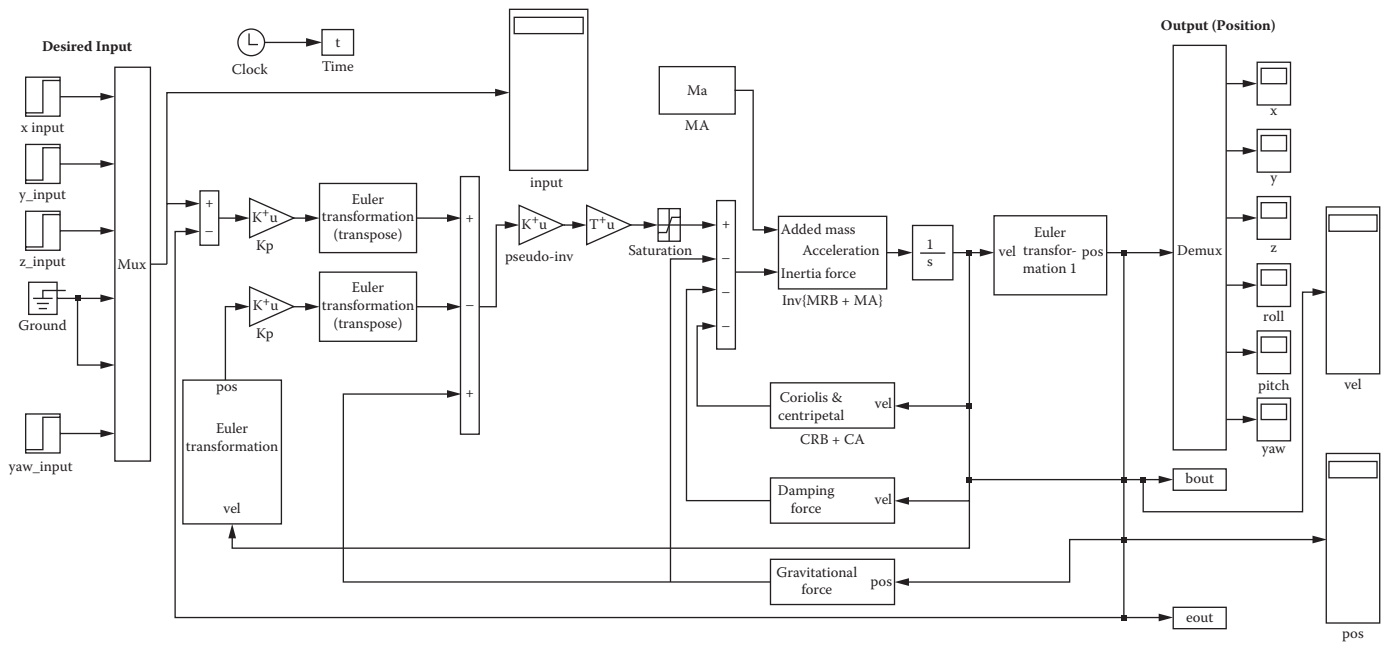 Desired Input
x input
y_input
z_input
Ground
yaw_input
Mux
Clock
t
Time
input
+
−
K⁺u
Kp
Euler
transformation
(transpose)
K⁺u
Kp
Euler
transformation
(transpose)
pos
Euler
transformation
vel
+
−
+
K⁺u
pseudo-inv
T⁺u
Saturation
+
−
−
−
Ma
MA
Added mass
Acceleration
Inertia force
Inv{MRB + MA}
1
s
Euler
vel transfor- pos
mation 1
Coriolis & vel
centripetal
CRB + CA
Damping vel
force
Gravitational pos
force
Output (Position)
Demux
x
y
z
roll
pitch
yaw
bout
eout
vel
pos